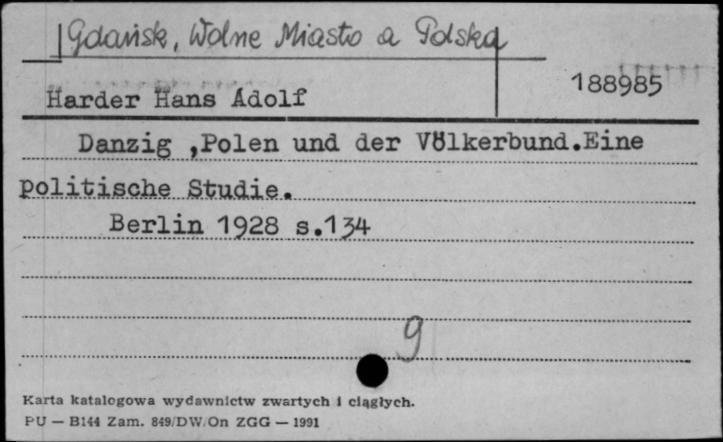 Gdańsk, Wolne Miasto a Polska
188985
Harder Hans Adolf
Danzig ,Polen und der Völkerbund.Eine
politische Studie.
Berlin 1928 s.134
9
Karta katalogowa wydawnictw zwartych i ciągłych.
PU — B144 Zam. 849/DW/On ZGG — 1991